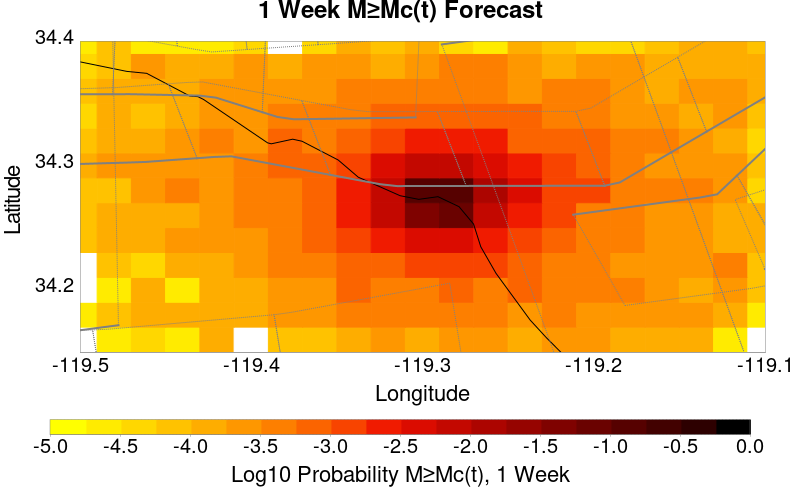 1 Week M≥Mc(t) Forecast
34.4
34.3
34.2
Latitude
-119.5 -119.4 -119.3 -119.2 -119.1
Longitude
-5.0 -4.5 -4.0 -3.5 -3.0 -2.5 -2.0 -1.5 -1.0 -0.5 0.0
Log10 Probability M≥Mc(t), 1 Week